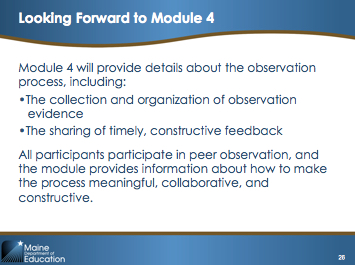 Looking Forward to Module 4
Module 4 will provide details about the observation
process, including:
•The collection and organization of observation
evidence
•The sharing of timely, constructive feedback
All participants participate in peer observation, and
the module provides information about how to make
the process meaningful, collaborative, and
constructive.
Maine
Department of
Education
26